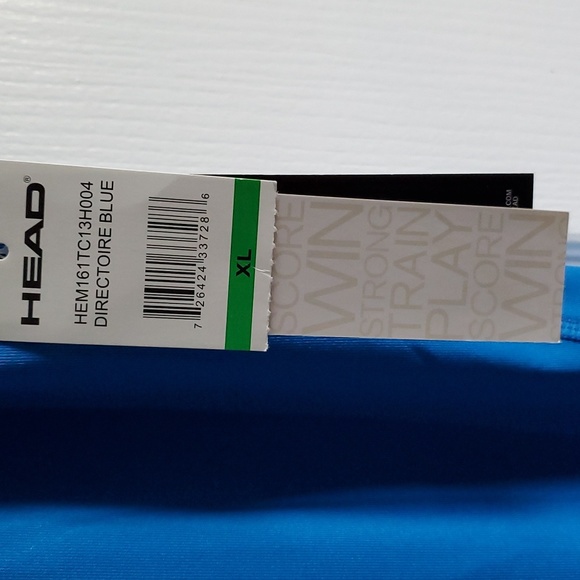 HEAD®
HEM161TC13H004
DIRECTOIRE BLUE
7 26424 33728 6
XL
SCORE
WIN
STRONG
TRAIN
PLAY
SCORE
WIN